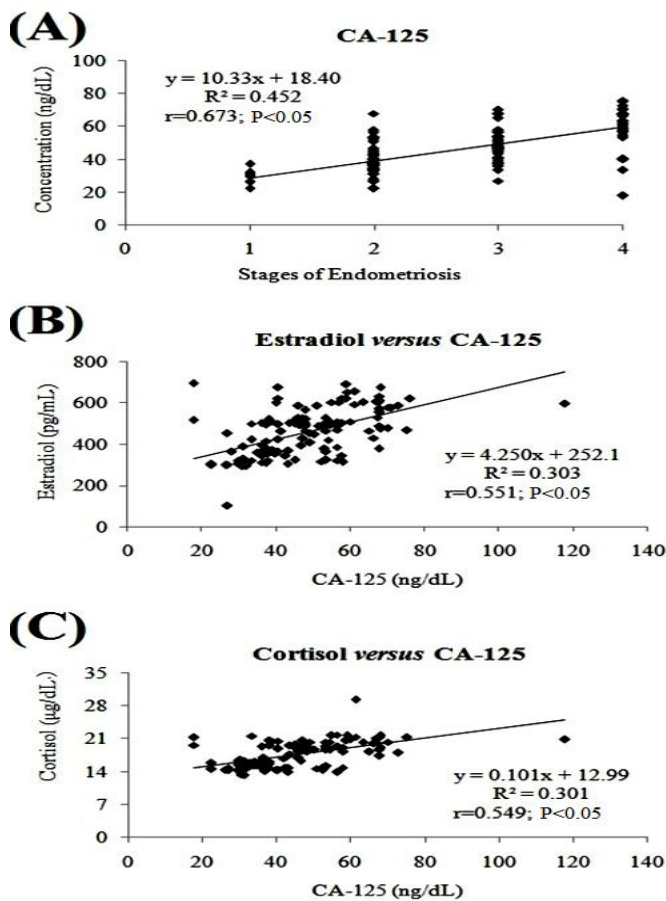 (A)
CA-125
y = 10.33x + 18.40
R² = 0.452
r=0.673; P<0.05
Concentration (ng/dL)
100
80
60
40
20
0
0 1 2 3 4
Stages of Endometriosis
(B)
Estradiol versus CA-125
Estradiol (pg/mL)
800
600
400
200
0
y = 4.250x + 252.1
R² = 0.303
r=0.551; P<0.05
0 20 40 60 80 100 120 140
CA-125 (ng/dL)
(C)
Cortisol versus CA-125
Cortisol (µg/dL)
35
28
21
14
7
0
y = 0.101x + 12.99
R² = 0.301
r=0.549; P<0.05
0 20 40 60 80 100 120 140
CA-125 (ng/dL)